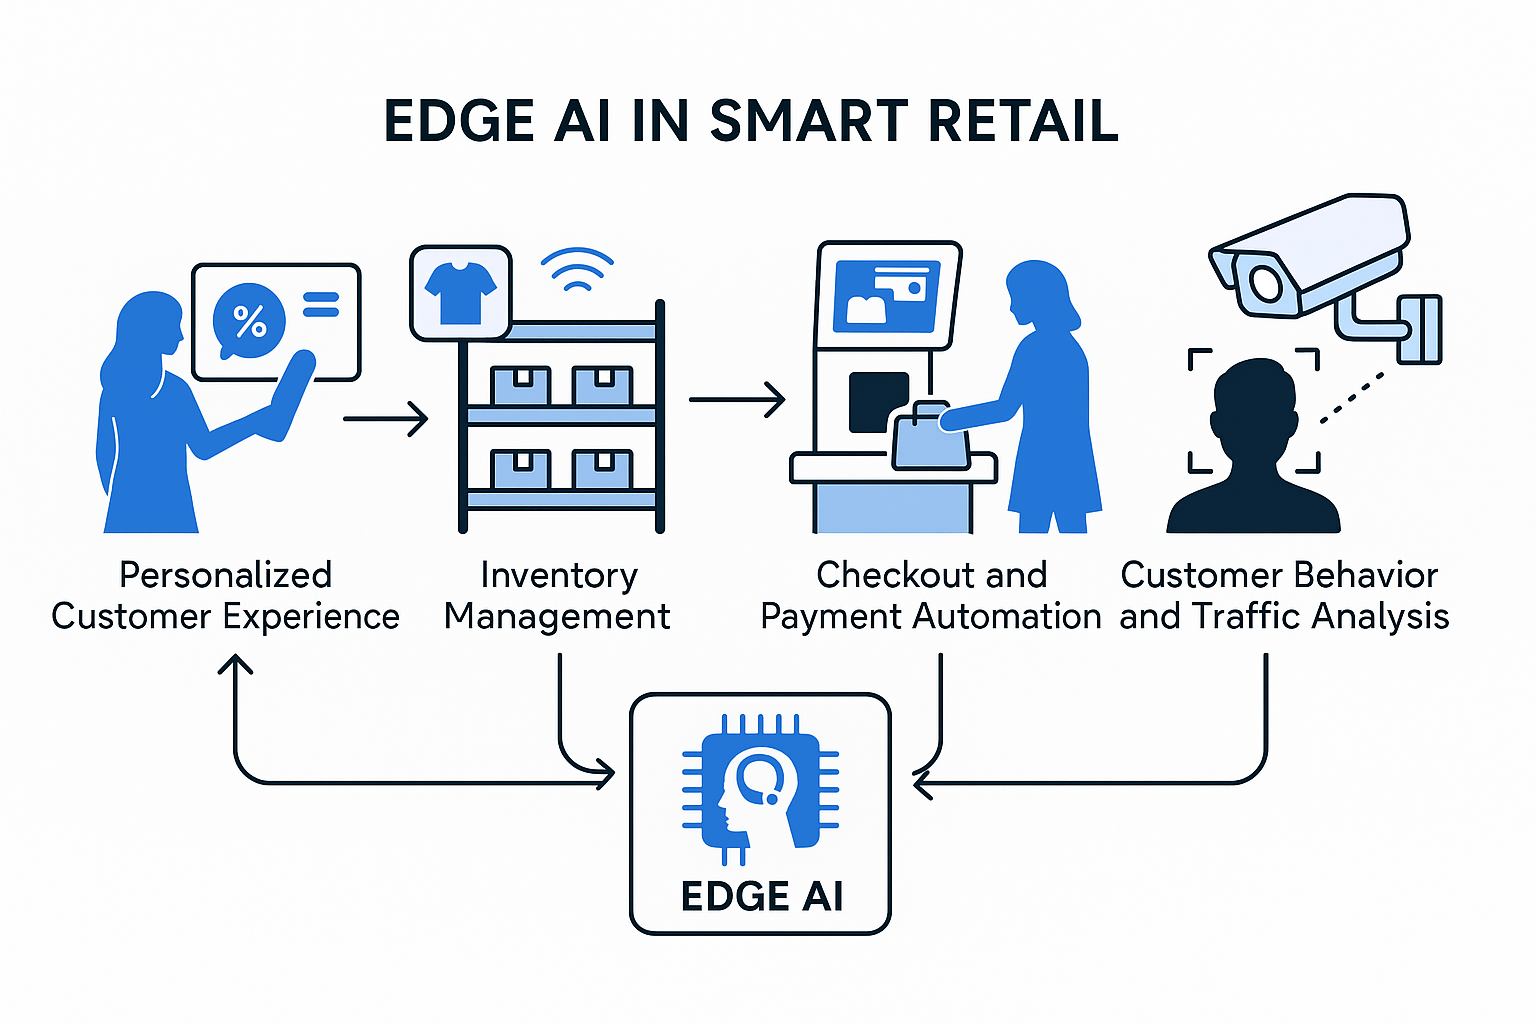 EDGE AI IN SMART RETAIL
%
Personalized
Customer Experience
Inventory
Management
Checkout and
Payment Automation
Customer Behavior
and Traffic Analysis
EDGE AI